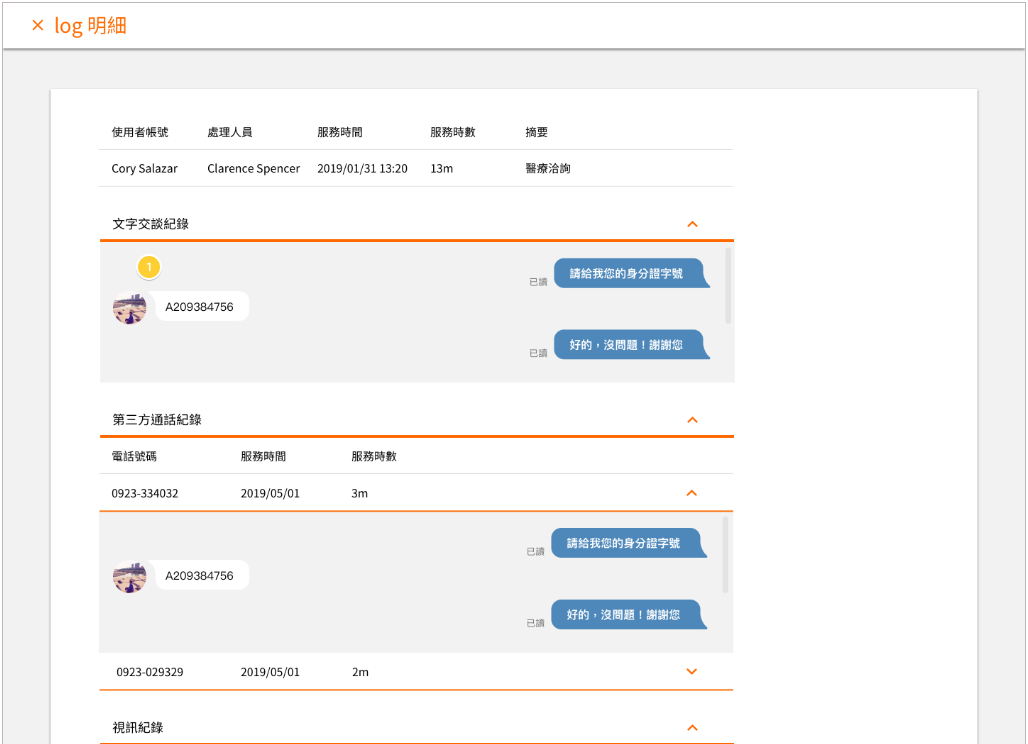 × log 明細
使用者帳號 處理人員 服務時間 服務時數 摘要
Cory Salazar Clarence Spencer 2019/01/31 13:20 13m 醫療洽詢
文字交談紀錄
1
已讀 請給我您的身分證字號
A209384756
已讀 好的，沒問題！謝謝您
第三方通話紀錄
電話號碼 服務時間 服務時數
0923-334032 2019/05/01 3m
已讀 請給我您的身分證字號
A209384756
已讀 好的，沒問題！謝謝您
0923-029329 2019/05/01 2m
視訊紀錄